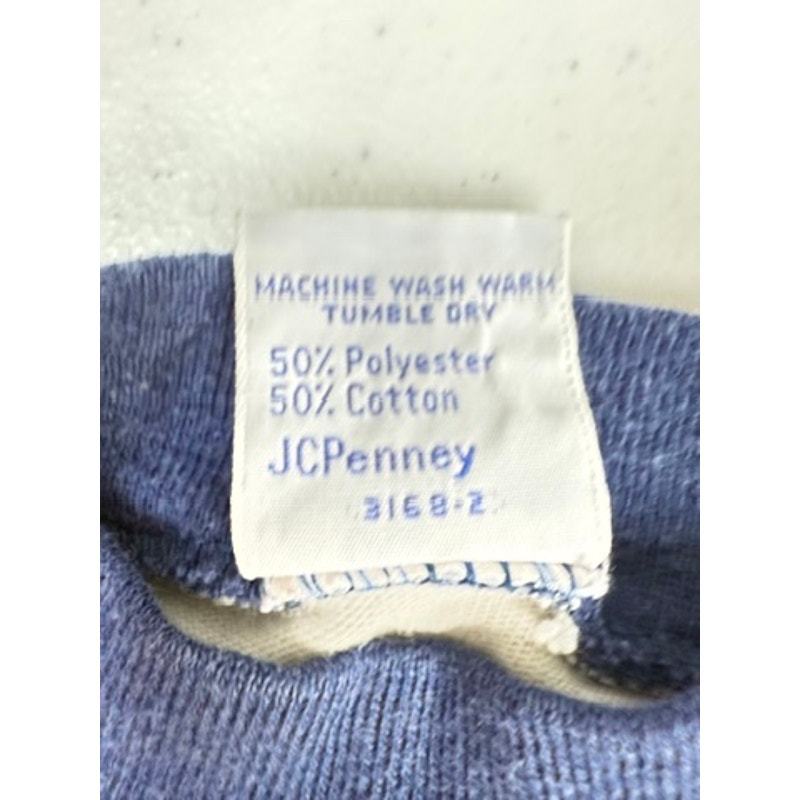 MACHINE WASH WARM
TUMBLE DRY
50% Polyester
50% Cotton
JCPenney
3168-2